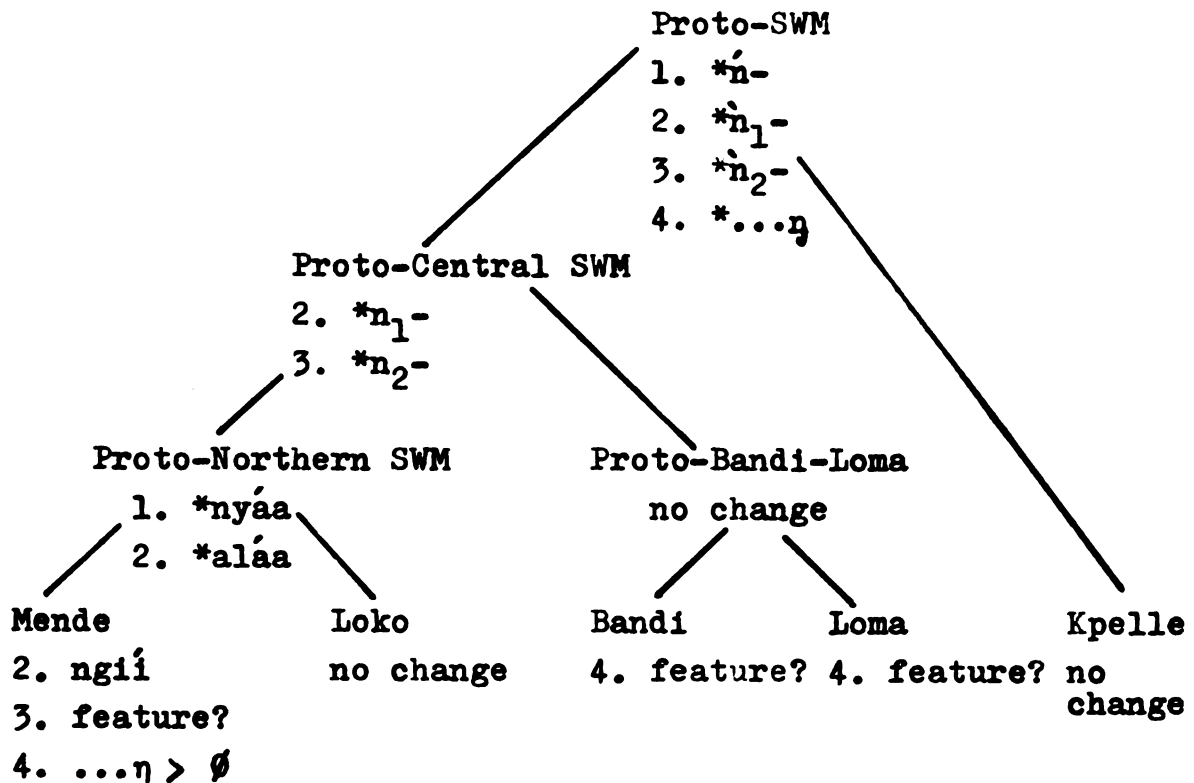 Proto-SWM
1. *ń-
2. *ǹ₁-
3. *ǹ₂-
4. *...ŋ
Proto-Central SWM
2. *n₁-
3. *n₂-
Proto-Northern SWM
1. *nyáa
2. *aláa
Proto-Bandi-Loma
no change
Mende
2. ngií
3. feature?
4. ...η > ∅
Loko
no change
Bandi
4. feature?
Loma
4. feature?
Kpelle
no
change